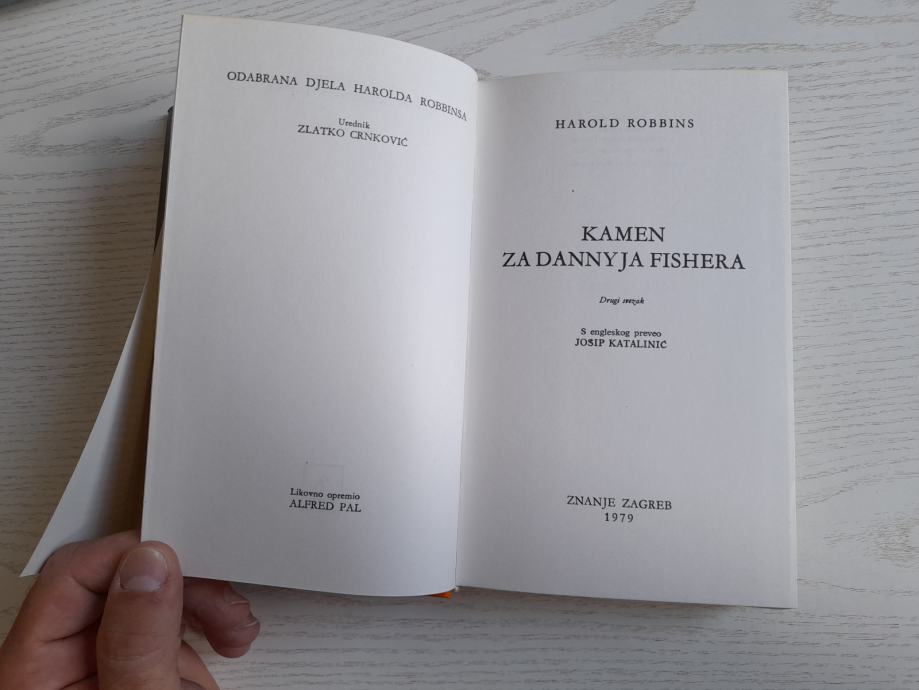 ODABRANA DJELA HAROLDA ROBBINSA
Urednik
ZLATKO CRNKOVIĆ
Likovno opremio
ALFRED PAL
HAROLD ROBBINS
KAMEN
ZA DANNYJA FISHERA
Drugi svezak
S engleskog preveo
JOSIP KATALINIĆ
ZNANJE ZAGREB
1979